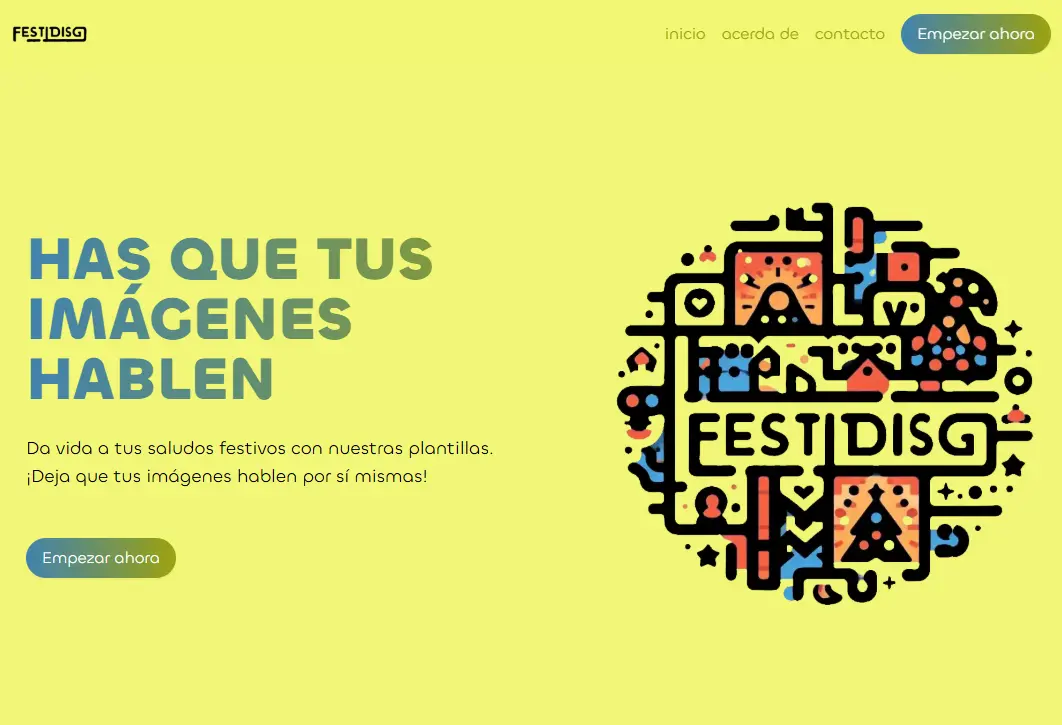 FESTIDISG
inicio acerda de contacto Empezar ahora
HAS QUE TUS
IMÁGENES
HABLEN
Da vida a tus saludos festivos con nuestras plantillas.
¡Deja que tus imágenes hablen por sí mismas!
Empezar ahora
FESTIDISG